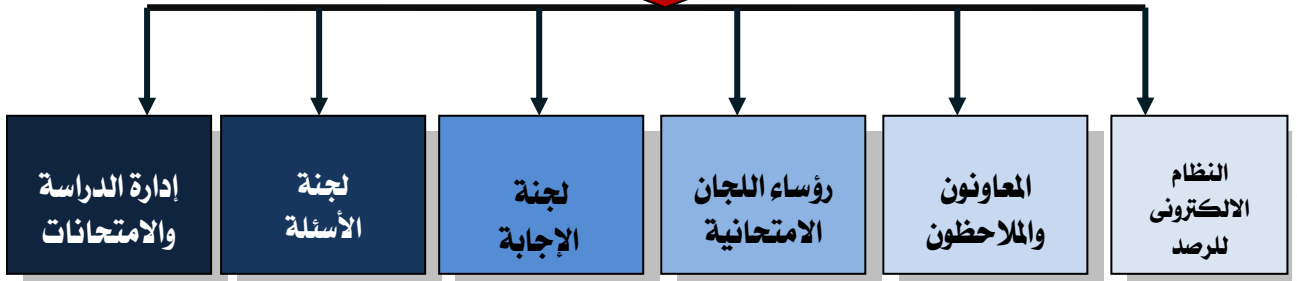 النظام
الالكترونى
للرصد
المعاونون
والملاحظون
رؤساء اللجان
الامتحانية
لجنة
الإجابة
لجنة
الأسئلة
إدارة الدراسة
والامتحانات